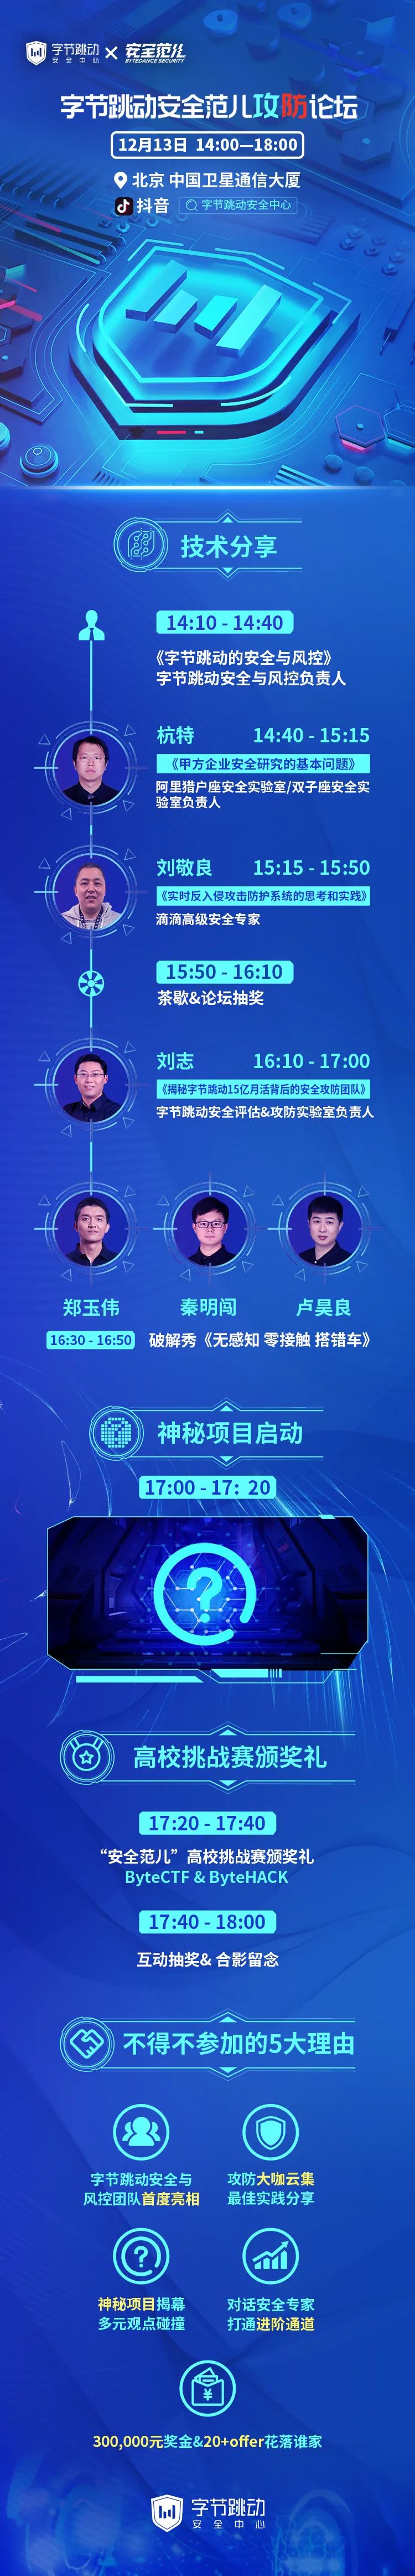 字节跳动
安全中心
安全范儿
BYTEDANCE SECURITY
字节跳动安全范儿攻防论坛
12月13日 14:00—18:00
北京 中国卫星通信大厦
抖音 字节跳动安全中心
技术分享
14:10 - 14:40
《字节跳动的安全与风控》
字节跳动安全与风控负责人
杭特 14:40 - 15:15
《甲方企业安全研究的基本问题》
阿里猎户座安全实验室/双子座安全实
验室负责人
刘敬良 15:15 - 15:50
《实时反入侵攻击防护系统的思考和实践》
滴滴高级安全专家
15:50 - 16:10
茶歇&论坛抽奖
刘志 16:10 - 17:00
《揭秘字节跳动15亿月活背后的安全攻防团队》
字节跳动安全评估&攻防实验室负责人
郑玉伟 秦明闯 卢昊良
16:30 - 16:50 破解秀《无感知 零接触 搭错车》
神秘项目启动
17:00 - 17: 20
?
高校挑战赛颁奖礼
17:20 - 17:40
“安全范儿”高校挑战赛颁奖礼
ByteCTF & ByteHACK
17:40 - 18:00
互动抽奖& 合影留念
不得不参加的5大理由
字节跳动安全与
风控团队首度亮相
攻防大咖云集
最佳实践分享
神秘项目揭幕
多元观点碰撞
对话安全专家
打通进阶通道
300,000元奖金&20+offer花落谁家
字节跳动
安全中心